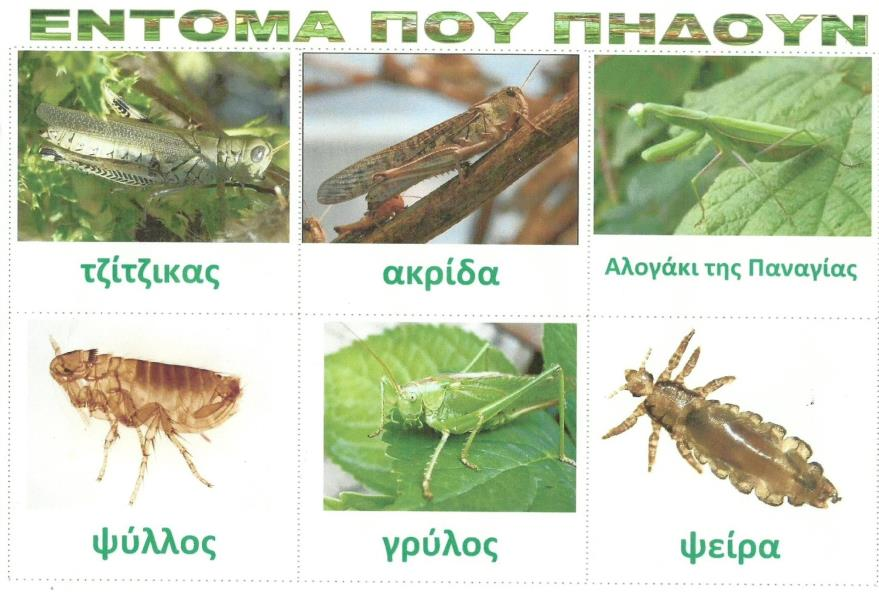 ΕΝΤΟΜΑ ΠΟΥ ΠΗΔΟΥΝ
τζίτζικας
ακρίδα
Αλογάκι της Παναγίας
ψύλλος
γρύλος
ψείρα